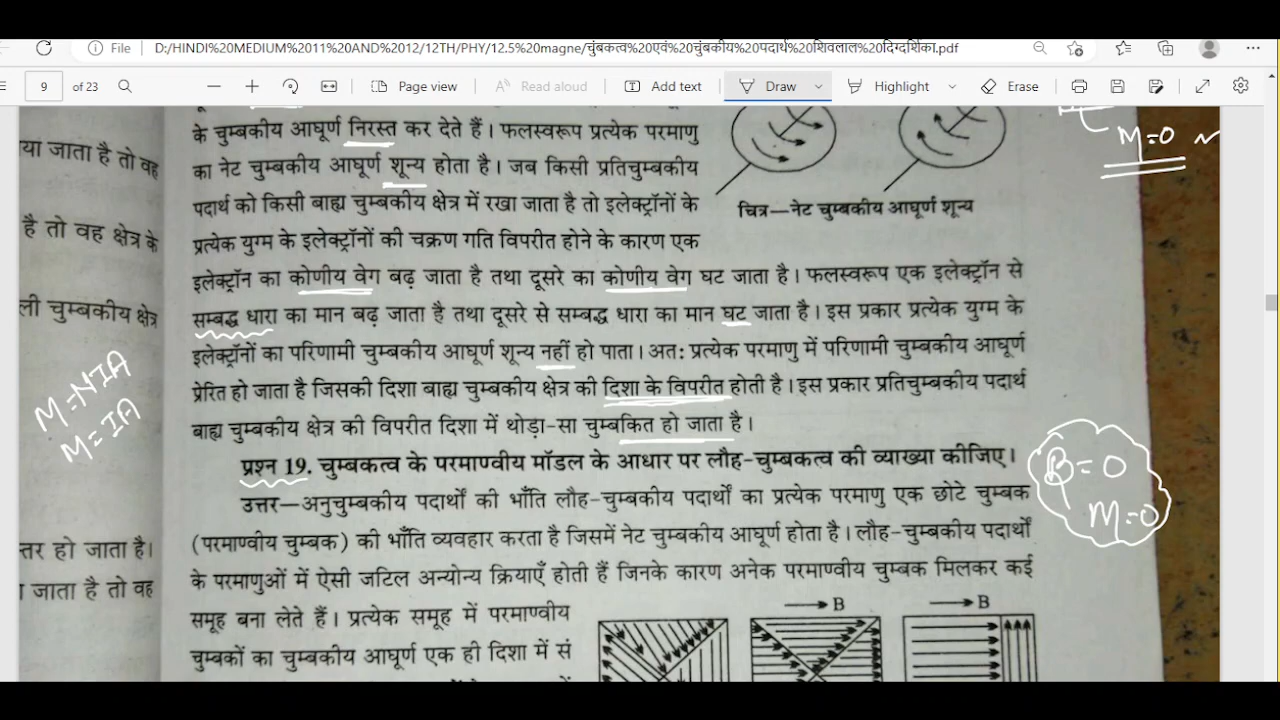 File D:/HINDI%20MEDIUM%2011%20AND%2012/12TH/PHY/12.5%20magne/चुंबकत्व%20एवं%20चुंबकीय%20पदार्थ%20शिवलाल%20दिग्दर्शिका.pdf
9 of 23 Page view Read aloud Add text Draw Highlight Erase
के चुम्बकीय आघूर्ण निरस्त कर देते हैं। फलस्वरूप प्रत्येक परमाणु
M=0
या जाता है तो वह
का नेट चुम्बकीय आघूर्ण शून्य होता है। जब किसी प्रतिचुम्बकीय
पदार्थ को किसी बाह्य चुम्बकीय क्षेत्र में रखा जाता है तो इलेक्ट्रॉनों के
चित्र—नेट चुम्बकीय आघूर्ण शून्य
है तो वह क्षेत्र के
प्रत्येक युग्म के इलेक्ट्रॉनों की चक्रण गति विपरीत होने के कारण एक
इलेक्ट्रॉन का कोणीय वेग बढ़ जाता है तथा दूसरे का कोणीय वेग घट जाता है। फलस्वरूप एक इलेक्ट्रॉन से
ली चुम्बकीय क्षेत्र
सम्बद्ध धारा का मान बढ़ जाता है तथा दूसरे से सम्बद्ध धारा का मान घट जाता है। इस प्रकार प्रत्येक युग्म के
इलेक्ट्रॉनों का परिणामी चुम्बकीय आघूर्ण शून्य नहीं हो पाता। अतः प्रत्येक परमाणु में परिणामी चुम्बकीय आघूर्ण
M=NIA
M=IA
प्रेरित हो जाता है जिसकी दिशा बाह्य चुम्बकीय क्षेत्र की दिशा के विपरीत होती है। इस प्रकार प्रतिचुम्बकीय पदार्थ
बाह्य चुम्बकीय क्षेत्र की विपरीत दिशा में थोड़ा-सा चुम्बकित हो जाता है।
प्रश्न 19. चुम्बकत्व के परमाण्वीय मॉडल के आधार पर लौह-चुम्बकत्व की व्याख्या कीजिए।
B=0
M=0
उत्तर—अनुचुम्बकीय पदार्थों की भाँति लौह-चुम्बकीय पदार्थों का प्रत्येक परमाणु एक छोटे चुम्बक
(परमाण्वीय चुम्बक) की भाँति व्यवहार करता है जिसमें नेट चुम्बकीय आघूर्ण होता है। लौह-चुम्बकीय पदार्थों
तर हो जाता है।
के परमाणुओं में ऐसी जटिल अन्योन्य क्रियाएँ होती हैं जिनके कारण अनेक परमाण्वीय चुम्बक मिलकर कई
जाता है तो वह
समूह बना लेते हैं। प्रत्येक समूह में परमाण्वीय
B B
चुम्बकों का चुम्बकीय आघूर्ण एक ही दिशा में सं